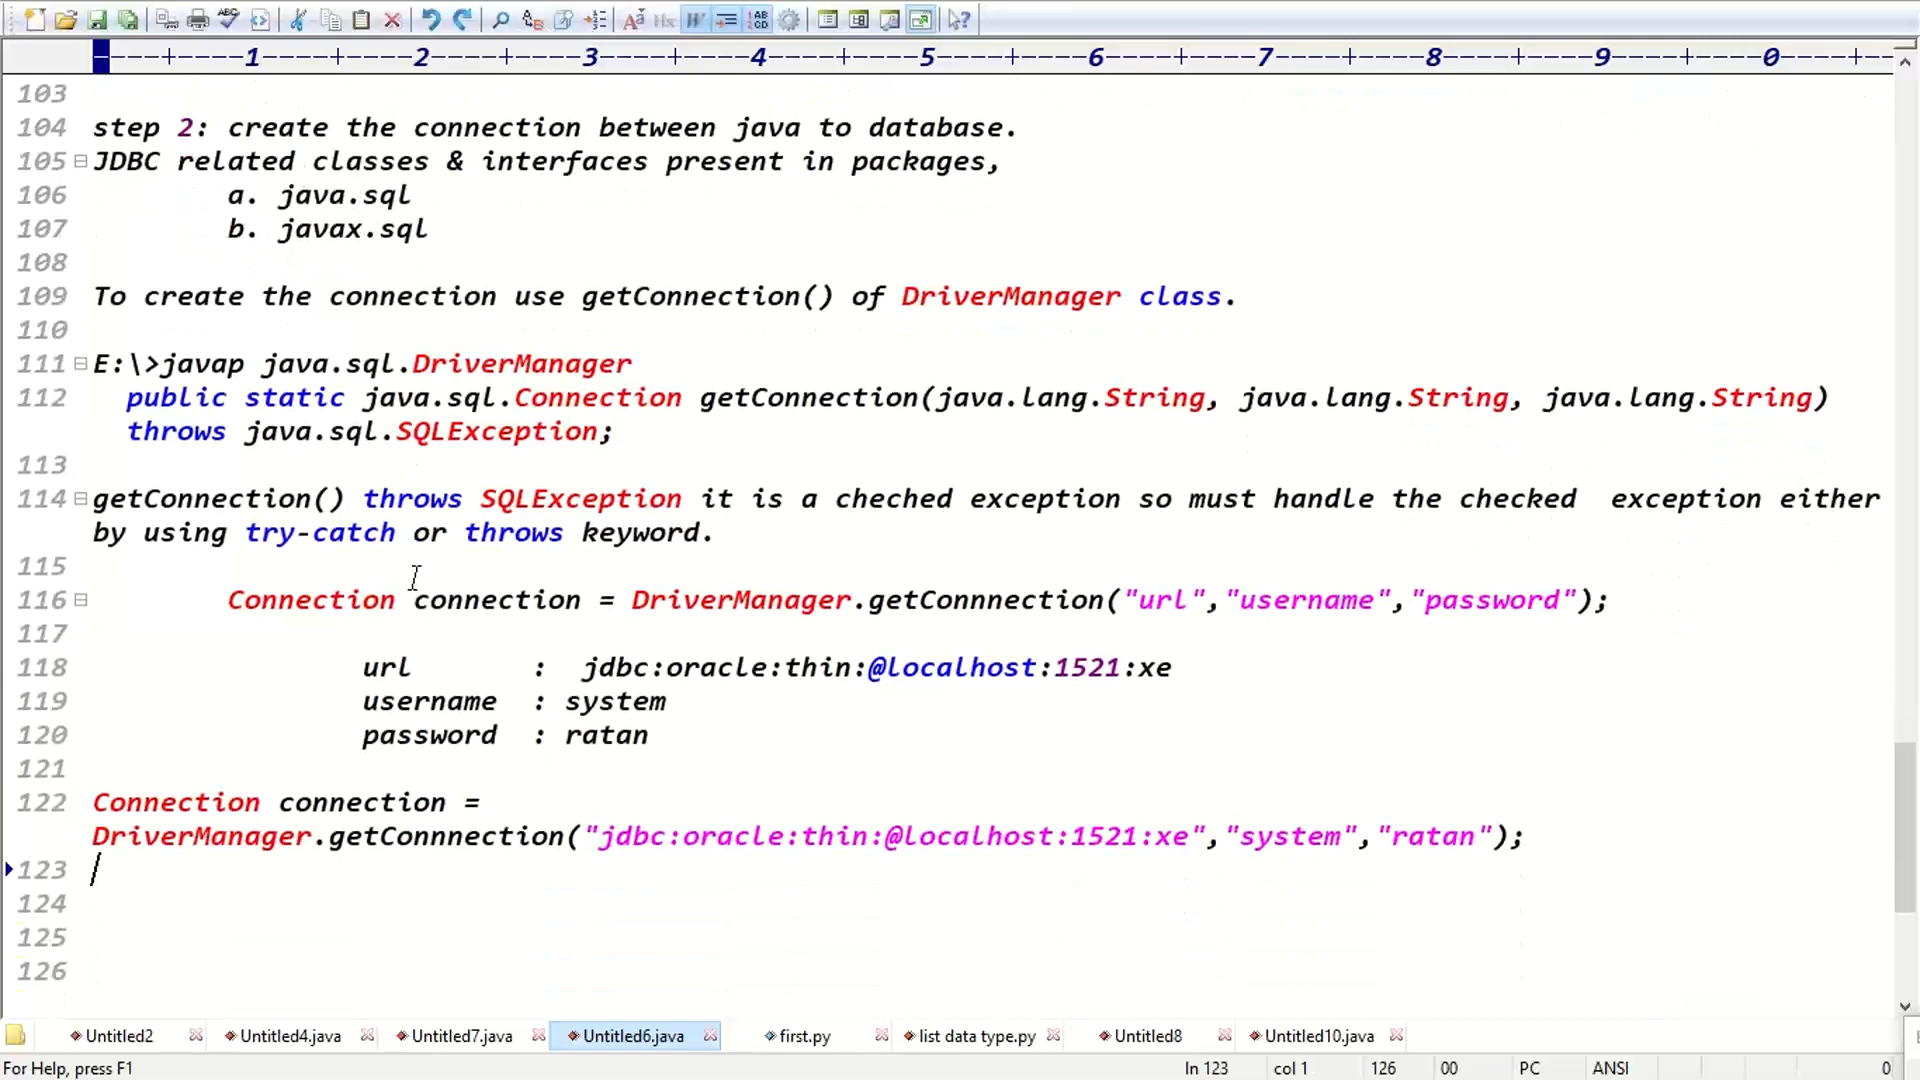 ----+----1----+----2----+----3----+----4----+----5----+----6----+----7----+----8----+----9----+----0----+--
103
104 step 2: create the connection between java to database.
105 JDBC related classes & interfaces present in packages,
106 a. java.sql
107 b. javax.sql
108
109 To create the connection use getConnection() of DriverManager class.
110
111 E:\>javap java.sql.DriverManager
112 public static java.sql.Connection getConnection(java.lang.String, java.lang.String, java.lang.String)
throws java.sql.SQLException;
113
114 getConnection() throws SQLException it is a cheched exception so must handle the checked  exception either
by using try-catch or throws keyword.
115
116 Connection connection = DriverManager.getConnnection("url","username","password");
117
118 url : jdbc:oracle:thin:@localhost:1521:xe
119 username : system
120 password : ratan
121
122 Connection connection =
DriverManager.getConnnection("jdbc:oracle:thin:@localhost:1521:xe","system","ratan");
123
124
125
126
Untitled2 Untitled4.java Untitled7.java Untitled6.java first.py list data type.py Untitled8 Untitled10.java
For Help, press F1 ln 123 col 1 126 00 PC ANSI 0